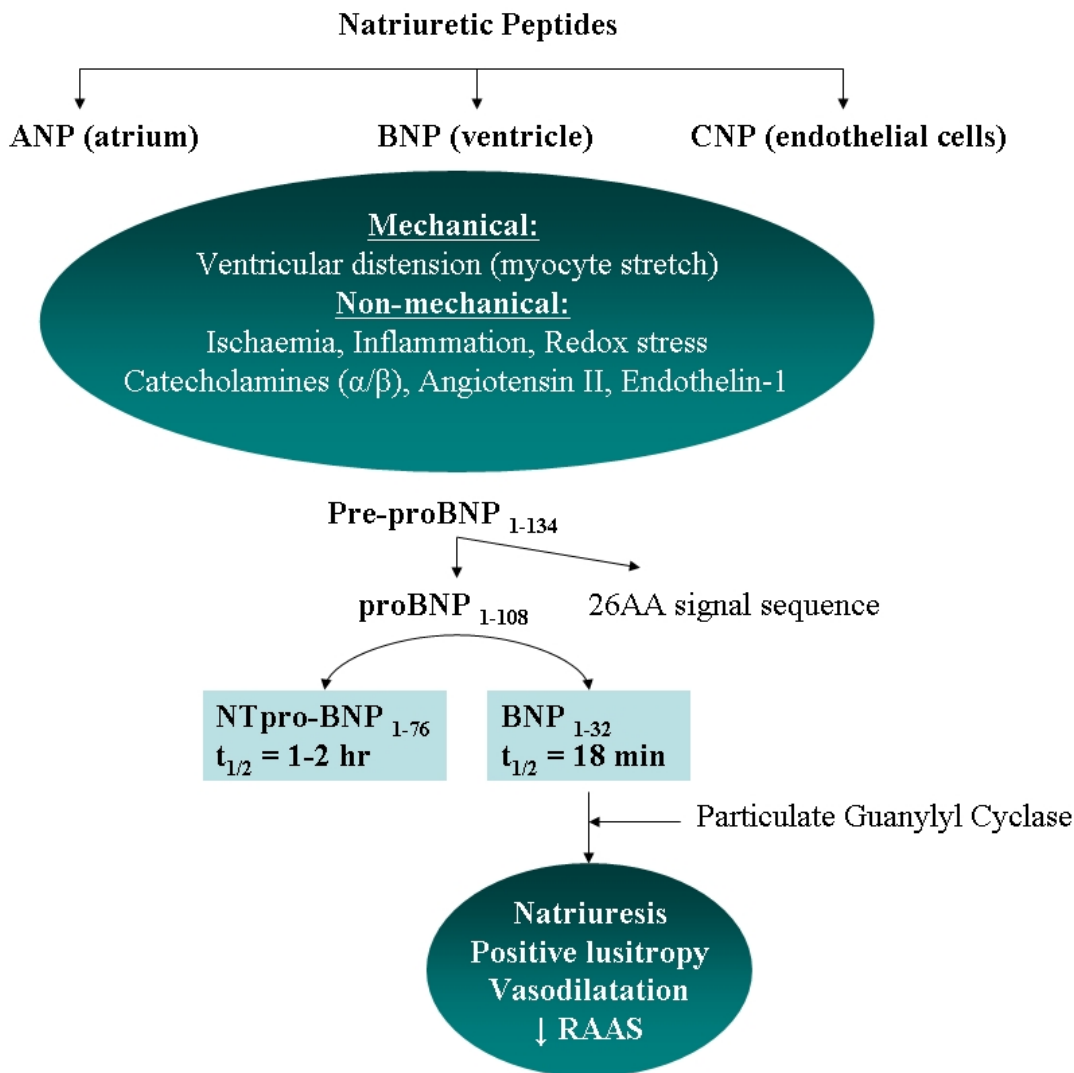 Natriuretic Peptides
ANP (atrium) BNP (ventricle) CNP (endothelial cells)
Mechanical:
Ventricular distension (myocyte stretch)
Non-mechanical:
Ischaemia, Inflammation, Redox stress
Catecholamines (α/β), Angiotensin II, Endothelin-1
Pre-proBNP 1-134
proBNP 1-108 26AA signal sequence
NTpro-BNP 1-76
t1/2 = 1-2 hr
BNP 1-32
t1/2 = 18 min
Particulate Guanylyl Cyclase
Natriuresis
Positive lusitropy
Vasodilatation
↓ RAAS